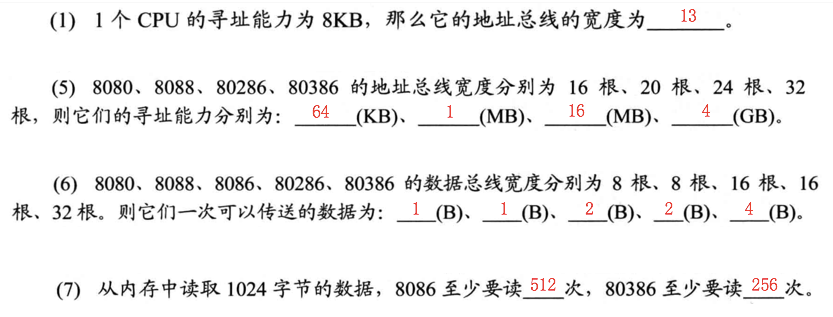 (1) 1个CPU的寻址能力为8KB，那么它的地址总线的宽度为 13 。
(5) 8080、8088、80286、80386 的地址总线宽度分别为 16 根、20 根、24 根、32
根，则它们的寻址能力分别为： 64 (KB)、 1 (MB)、 16 (MB)、 4 (GB)。
(6) 8080、8088、8086、80286、80386 的数据总线宽度分别为 8 根、8 根、16 根、16
根、32 根。则它们一次可以传送的数据为： 1 (B)、 1 (B)、 2 (B)、 2 (B)、 4 (B)。
(7) 从内存中读取 1024 字节的数据，8086 至少要读 512 次，80386 至少要读 256 次。